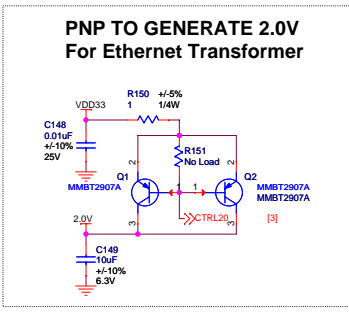 PNP TO GENERATE 2.0V
For Ethernet Transformer
R150 +/-5%
VDD33 1 1/4W
C148
0.01uF
+/-10%
25V
R151
No Load
2 2
Q1 Q2
MMBT2907A 1 1 MMBT2907A
MMBT2907A
3 3
2.0V CTRL20 [3]
C149
10uF
+/-10%
6.3V